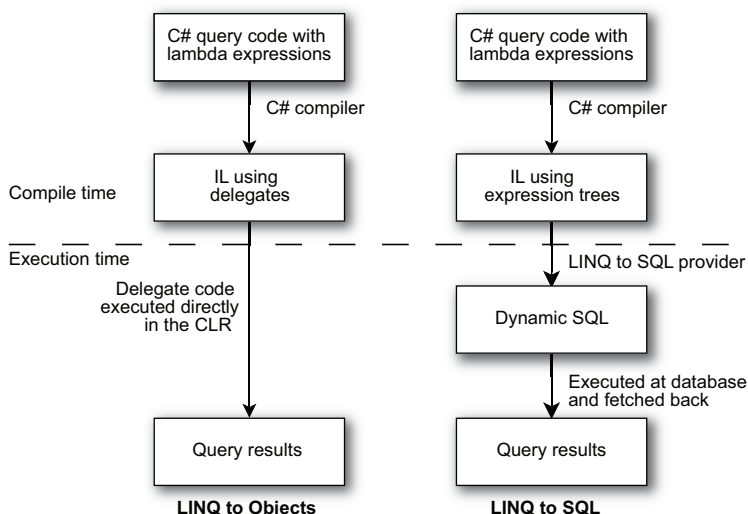 C# query code with
lambda expressions
C# query code with
lambda expressions
C# compiler
C# compiler
Compile time
IL using
delegates
IL using
expression trees
Execution time
LINQ to SQL provider
Delegate code
executed directly
in the CLR
Dynamic SQL
Executed at database
and fetched back
Query results
Query results
LINQ to Objects
LINQ to SQL